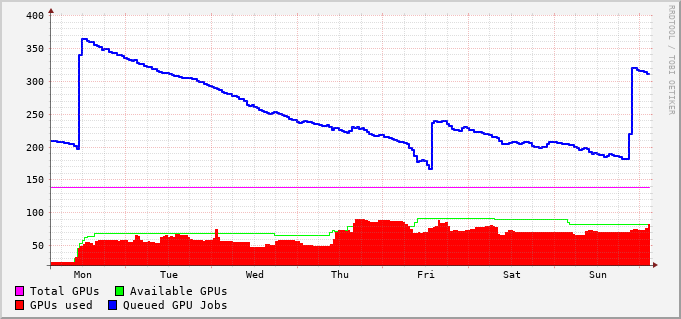 400
350
300
250
200
150
100
50
Mon Tue Wed Thu Fri Sat Sun
Total GPUs Available GPUs
GPUs used Queued GPU Jobs
RRDTOOL / TOBI OETIKER